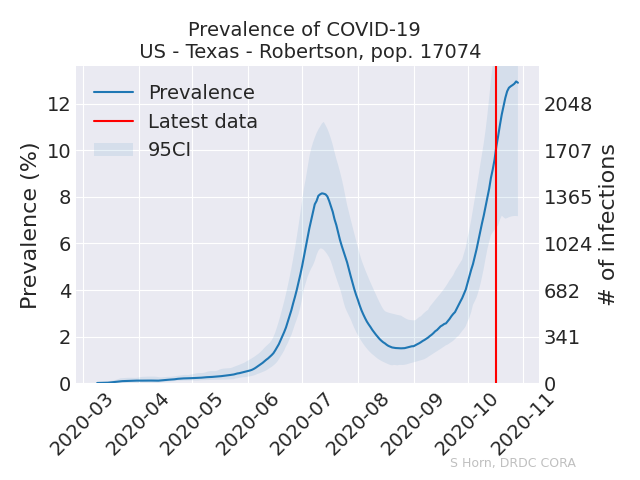 Prevalence of COVID-19
US - Texas - Robertson, pop. 17074
Prevalence
Latest data
95CI
Prevalence (%)
12
10
8
6
4
2
0
# of infections
2048
1707
1365
1024
682
341
0
2020-03
2020-04
2020-05
2020-06
2020-07
2020-08
2020-09
2020-10
2020-11
S Horn, DRDC CORA